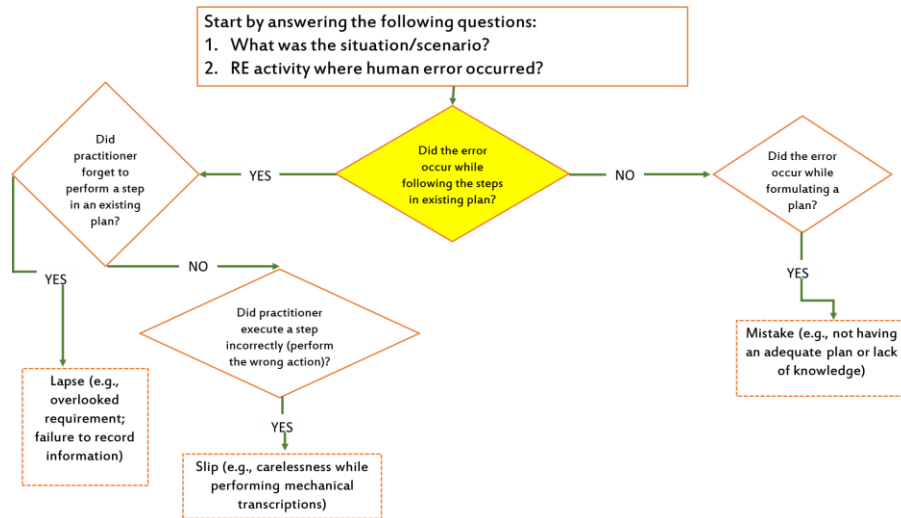 Start by answering the following questions:
1. What was the situation/scenario?
2. RE activity where human error occurred?
Did
practitioner
forget to
perform a step
in an existing
plan?
YES
Did the error
occur while
following the steps
in existing plan?
NO
Did the error
occur while
formulating a
plan?
YES
NO
Did practitioner
execute a step
incorrectly (perform
the wrong action)?
YES
Mistake (e.g., not having
an adequate plan or lack
of knowledge)
Lapse (e.g.,
overlooked
requirement;
failure to record
information)
YES
Slip (e.g., carelessness while
performing mechanical
transcriptions)